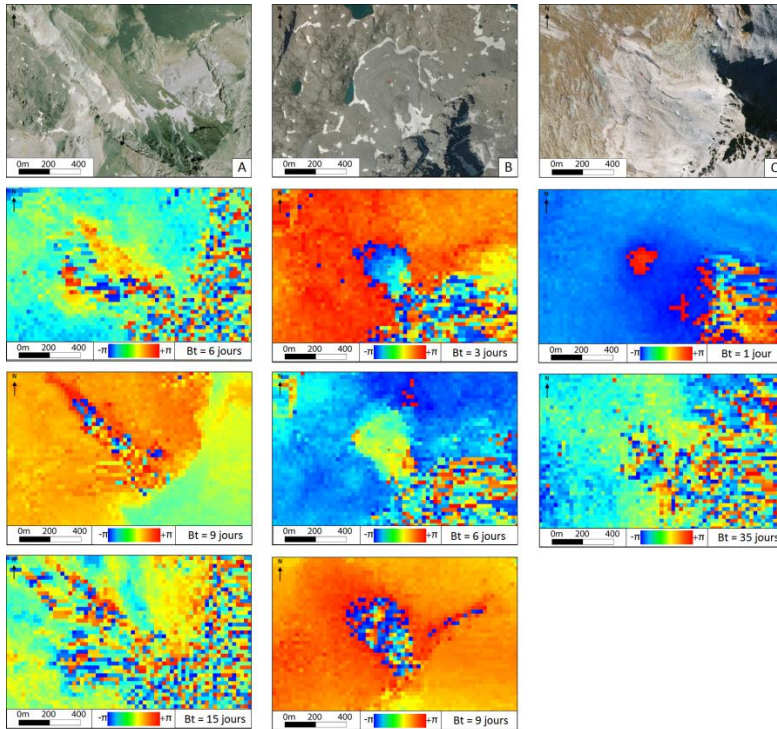 N
0m 200 400
A
N
0m 200 400
B
N
0m 200 400
C
N
0m 200 400
-π +π
Bt = 6 jours
N
0m 200 400
-π +π
Bt = 3 jours
N
0m 200 400
-π +π
Bt = 1 jour
N
0m 200 400
-π +π
Bt = 9 jours
N
0m 200 400
-π +π
Bt = 6 jours
N
0m 200 400
-π +π
Bt = 35 jours
N
0m 200 400
-π +π
Bt = 15 jours
N
0m 200 400
-π +π
Bt = 9 jours